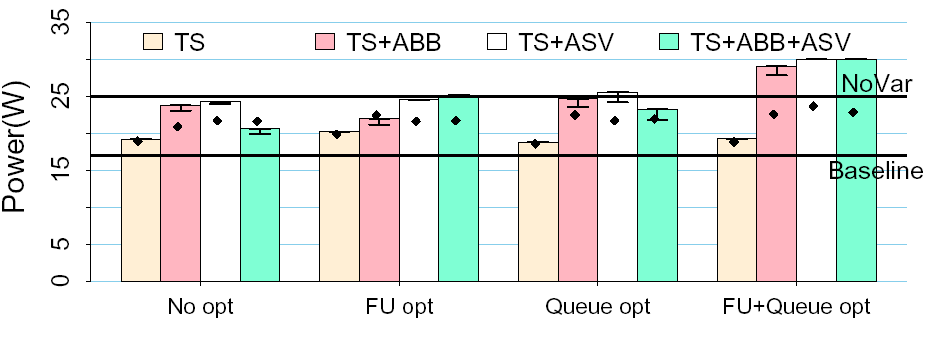 TS TS+ABB TS+ASV TS+ABB+ASV
Power(W)
35
25
15
5
0
NoVar
Baseline
No opt FU opt Queue opt FU+Queue opt